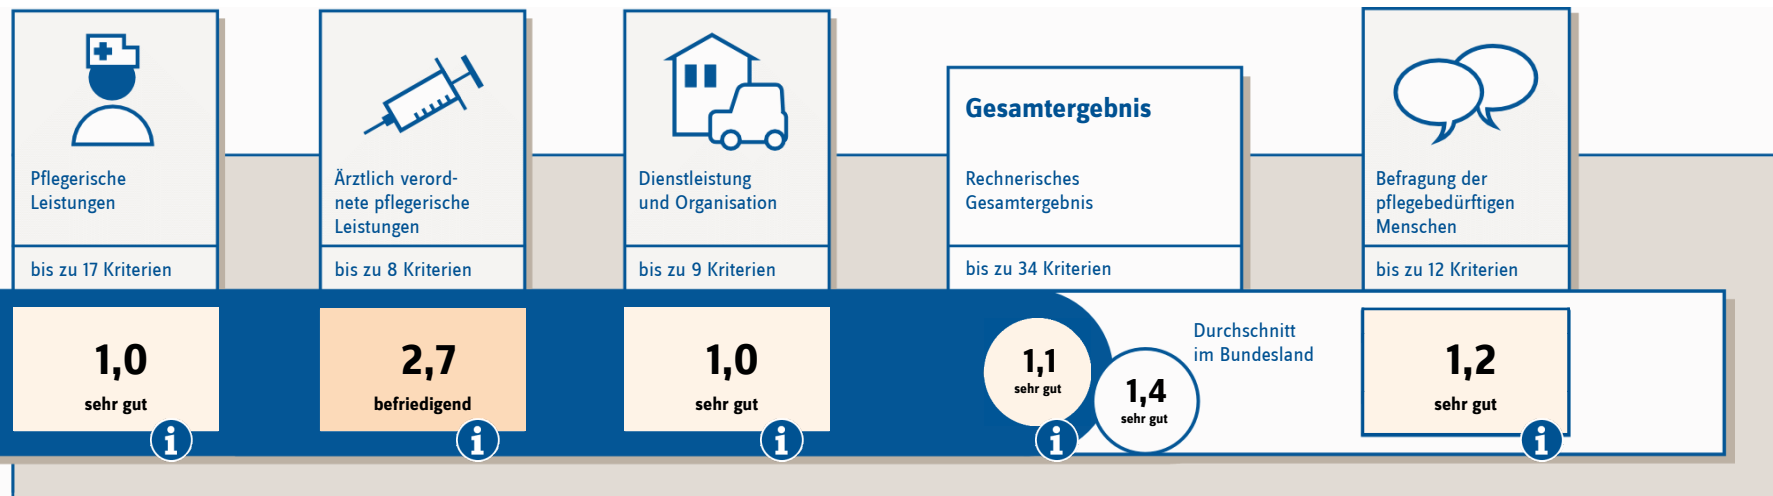 Pflegerische
Leistungen
bis zu 17 Kriterien
1,0
sehr gut
i
Ärztlich verord-
nete pflegerische
Leistungen
bis zu 8 Kriterien
2,7
befriedigend
i
Dienstleistung
und Organisation
bis zu 9 Kriterien
1,0
sehr gut
i
Gesamtergebnis
Rechnerisches
Gesamtergebnis
bis zu 34 Kriterien
1,1
sehr gut
i
Durchschnitt
im Bundesland
1,4
sehr gut
Befragung der
pflegebedürftigen
Menschen
bis zu 12 Kriterien
1,2
sehr gut
i